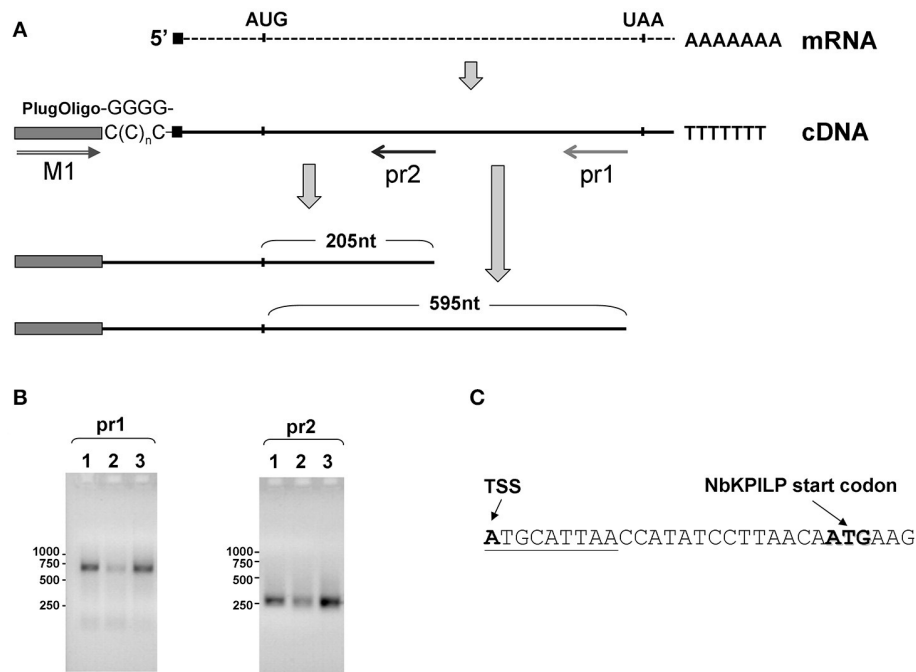 A
AUG
UAA
5’
AAAAAAA
mRNA
PlugOligo-GGGG-
C(C)nC
TTTTTTT
cDNA
M1
pr2
pr1
205nt
595nt
B
pr1
1 2 3
1000
750
500
250
pr2
1 2 3
1000
750
500
250
C
TSS
NbKPILP start codon
ATGCATTAACCATATCCTTAACAATGAAG